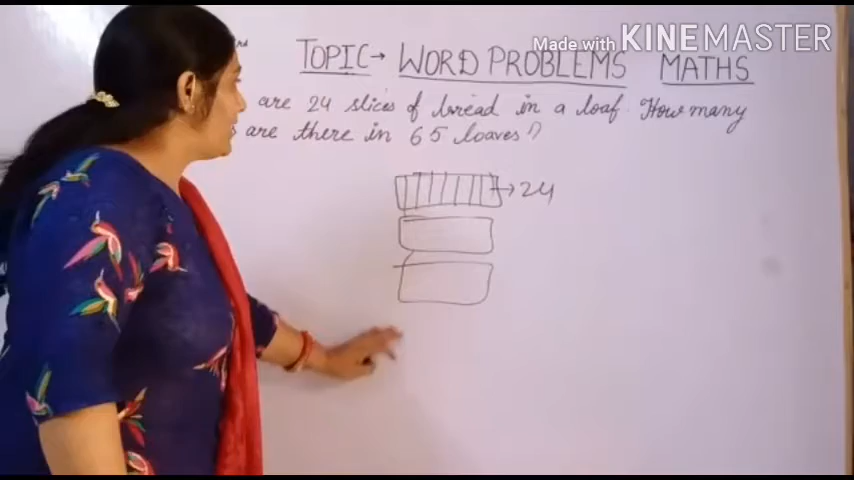 Made with KINEMASTER
TOPIC → WORD PROBLEMS MATHS
are 24 slices of bread in a loaf. How many
are there in 65 loaves?
→ 24